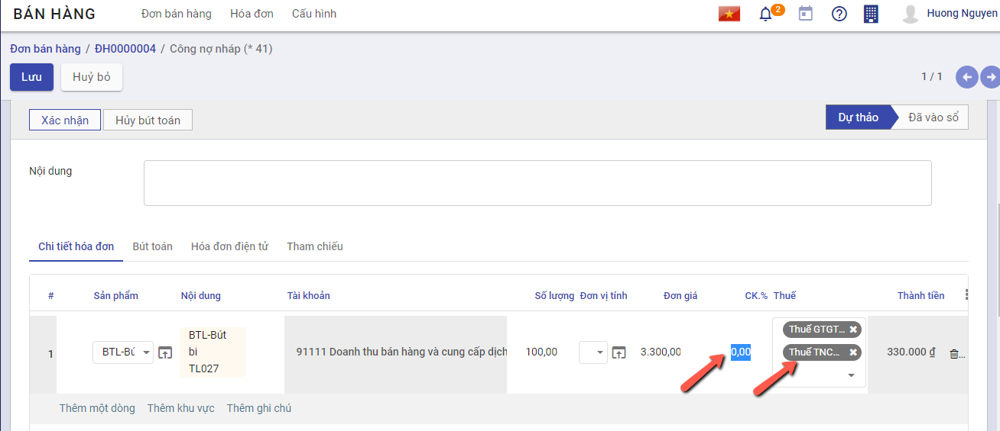 BÁN HÀNG Đơn bán hàng Hóa đơn Cấu hình 2 Huong Nguyen
Đơn bán hàng / ĐH0000004 / Công nợ nháp (* 41)
Lưu Huỷ bỏ 1 / 1
Xác nhận Hủy bút toán Dự thảo Đã vào sổ
Nội dung
Chi tiết hóa đơn Bút toán Hóa đơn điện tử Tham chiếu
# Sản phẩm Nội dung Tài khoản Số lượng Đơn vị tính Đơn giá CK.% Thuế Thành tiền
1 BTL-Bú BTL-Bút bi TL027 91111 Doanh thu bán hàng và cung cấp dịch 100,00 3.300,00 0,00 Thuế GTGT... Thuế TNC... 330.000 ₫
Thêm một dòng Thêm khu vực Thêm ghi chú